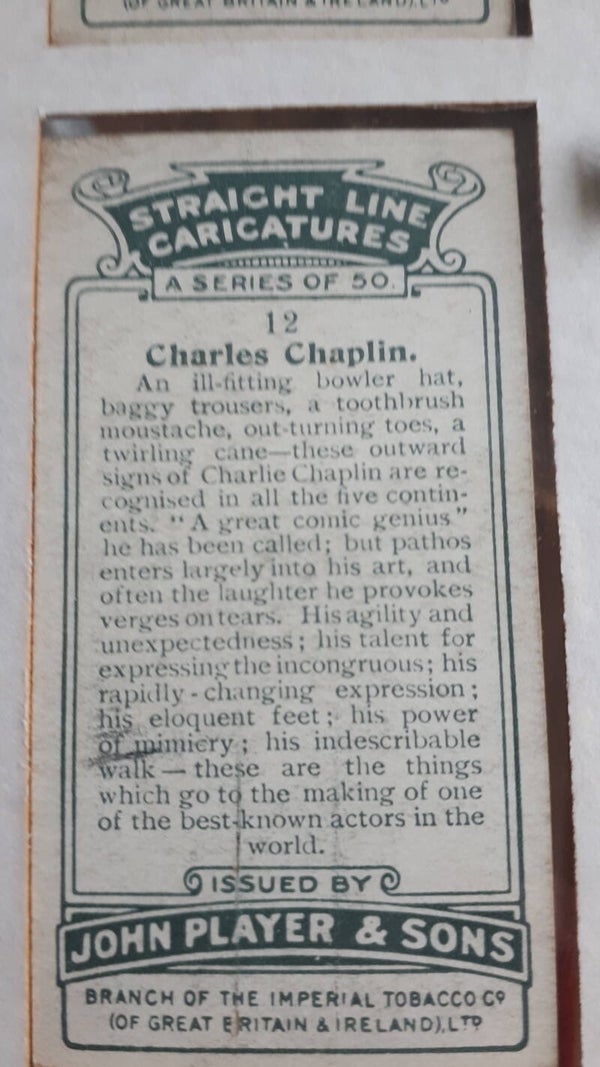 (OF GREAT BRITAIN & IRELAND), LTD
STRAIGHT LINE
CARICATURES
A SERIES OF 50.
12
Charles Chaplin.
An ill-fitting bowler hat,
baggy trousers, a toothbrush
moustache, out-turning toes, a
twirling cane—these outward
signs of Charlie Chaplin are re-
cognised in all the five contin-
ents. "A great comic genius"
he has been called; but pathos
enters largely into his art, and
often the laughter he provokes
verges on tears. His agility and
unexpectedness; his talent for
expressing the incongruous; his
rapidly-changing expression;
his eloquent feet; his power
of mimicry; his indescribable
walk—these are the things
which go to the making of one
of the best-known actors in the
world.
ISSUED BY
JOHN PLAYER & SONS
BRANCH OF THE IMPERIAL TOBACCO CO
(OF GREAT BRITAIN & IRELAND), LTD